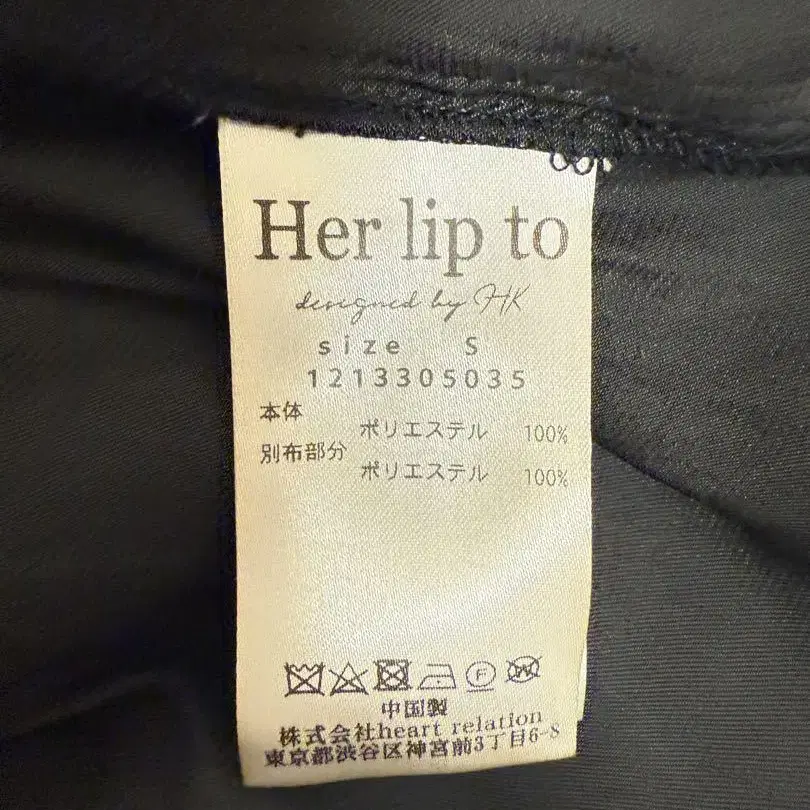 Her lip to
designed by HK
size S
1213305035
本体
ポリエステル 100%
別布部分
ポリエステル 100%
F
W
中国製
株式会社heart relation
東京都渋谷区神宮前3丁目6-8